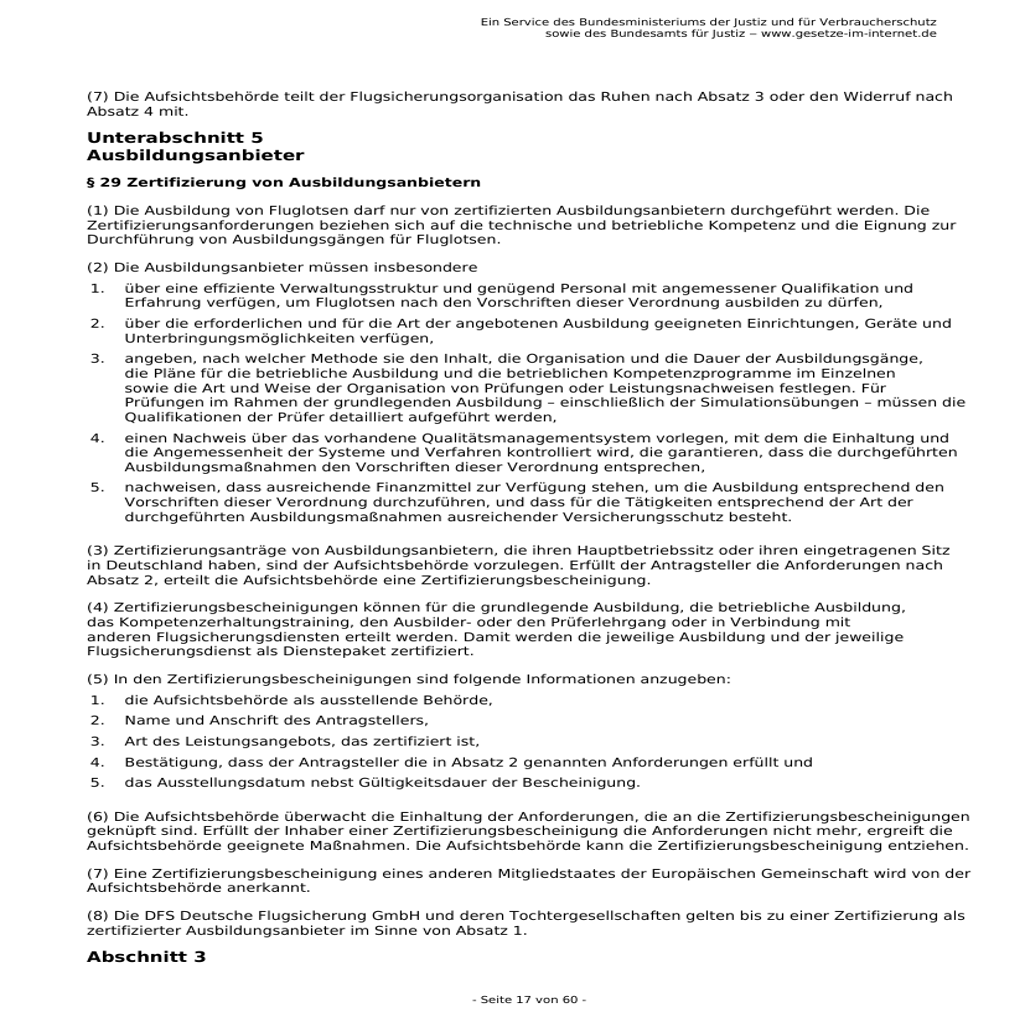 Ein Service des Bundesministeriums der Justiz und für Verbraucherschutz
sowie des Bundesamts für Justiz – www.gesetze-im-internet.de
(7) Die Aufsichtsbehörde teilt der Flugsicherungsorganisation das Ruhen nach Absatz 3 oder den Widerruf nach
Absatz 4 mit.
Unterabschnitt 5
Ausbildungsanbieter
§ 29 Zertifizierung von Ausbildungsanbietern
(1) Die Ausbildung von Fluglotsen darf nur von zertifizierten Ausbildungsanbietern durchgeführt werden. Die
Zertifizierungsanforderungen beziehen sich auf die technische und betriebliche Kompetenz und die Eignung zur
Durchführung von Ausbildungsgängen für Fluglotsen.
(2) Die Ausbildungsanbieter müssen insbesondere
1. über eine effiziente Verwaltungsstruktur und genügend Personal mit angemessener Qualifikation und
Erfahrung verfügen, um Fluglotsen nach den Vorschriften dieser Verordnung ausbilden zu dürfen,
2. über die erforderlichen und für die Art der angebotenen Ausbildung geeigneten Einrichtungen, Geräte und
Unterbringungsmöglichkeiten verfügen,
3. angeben, nach welcher Methode sie den Inhalt, die Organisation und die Dauer der Ausbildungsgänge,
die Pläne für die betriebliche Ausbildung und die betrieblichen Kompetenzprogramme im Einzelnen
sowie die Art und Weise der Organisation von Prüfungen oder Leistungsnachweisen festlegen. Für
Prüfungen im Rahmen der grundlegenden Ausbildung – einschließlich der Simulationsübungen – müssen die
Qualifikationen der Prüfer detailliert aufgeführt werden,
4. einen Nachweis über das vorhandene Qualitätsmanagementsystem vorlegen, mit dem die Einhaltung und
die Angemessenheit der Systeme und Verfahren kontrolliert wird, die garantieren, dass die durchgeführten
Ausbildungsmaßnahmen den Vorschriften dieser Verordnung entsprechen,
5. nachweisen, dass ausreichende Finanzmittel zur Verfügung stehen, um die Ausbildung entsprechend den
Vorschriften dieser Verordnung durchzuführen, und dass für die Tätigkeiten entsprechend der Art der
durchgeführten Ausbildungsmaßnahmen ausreichender Versicherungsschutz besteht.
(3) Zertifizierungsanträge von Ausbildungsanbietern, die ihren Hauptbetriebssitz oder ihren eingetragenen Sitz
in Deutschland haben, sind der Aufsichtsbehörde vorzulegen. Erfüllt der Antragsteller die Anforderungen nach
Absatz 2, erteilt die Aufsichtsbehörde eine Zertifizierungsbescheinigung.
(4) Zertifizierungsbescheinigungen können für die grundlegende Ausbildung, die betriebliche Ausbildung,
das Kompetenzerhaltungstraining, den Ausbilder- oder den Prüferlehrgang oder in Verbindung mit
anderen Flugsicherungsdiensten erteilt werden. Damit werden die jeweilige Ausbildung und der jeweilige
Flugsicherungsdienst als Dienstepaket zertifiziert.
(5) In den Zertifizierungsbescheinigungen sind folgende Informationen anzugeben:
1. die Aufsichtsbehörde als ausstellende Behörde,
2. Name und Anschrift des Antragstellers,
3. Art des Leistungsangebots, das zertifiziert ist,
4. Bestätigung, dass der Antragsteller die in Absatz 2 genannten Anforderungen erfüllt und
5. das Ausstellungsdatum nebst Gültigkeitsdauer der Bescheinigung.
(6) Die Aufsichtsbehörde überwacht die Einhaltung der Anforderungen, die an die Zertifizierungsbescheinigungen
geknüpft sind. Erfüllt der Inhaber einer Zertifizierungsbescheinigung die Anforderungen nicht mehr, ergreift die
Aufsichtsbehörde geeignete Maßnahmen. Die Aufsichtsbehörde kann die Zertifizierungsbescheinigung entziehen.
(7) Eine Zertifizierungsbescheinigung eines anderen Mitgliedstaates der Europäischen Gemeinschaft wird von der
Aufsichtsbehörde anerkannt.
(8) Die DFS Deutsche Flugsicherung GmbH und deren Tochtergesellschaften gelten bis zu einer Zertifizierung als
zertifizierter Ausbildungsanbieter im Sinne von Absatz 1.
Abschnitt 3
- Seite 17 von 60 -